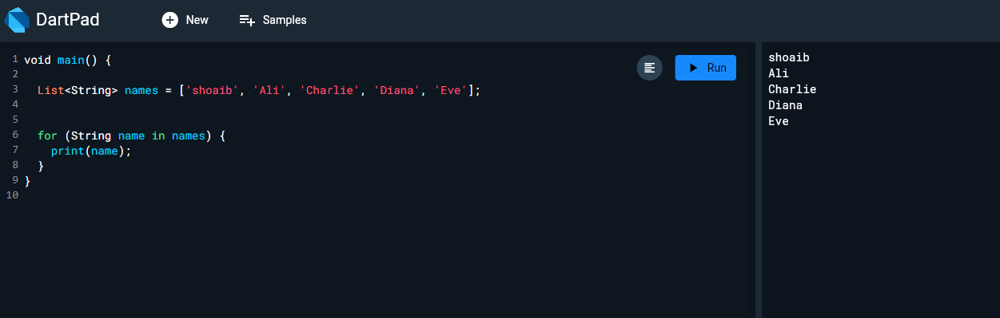 DartPad
New
Samples
1 void main() {
2
3   List<String> names = ['shoaib', 'Ali', 'Charlie', 'Diana', 'Eve'];
4
5
6   for (String name in names) {
7     print(name);
8   }
9 }
10
Run
shoaib
Ali
Charlie
Diana
Eve